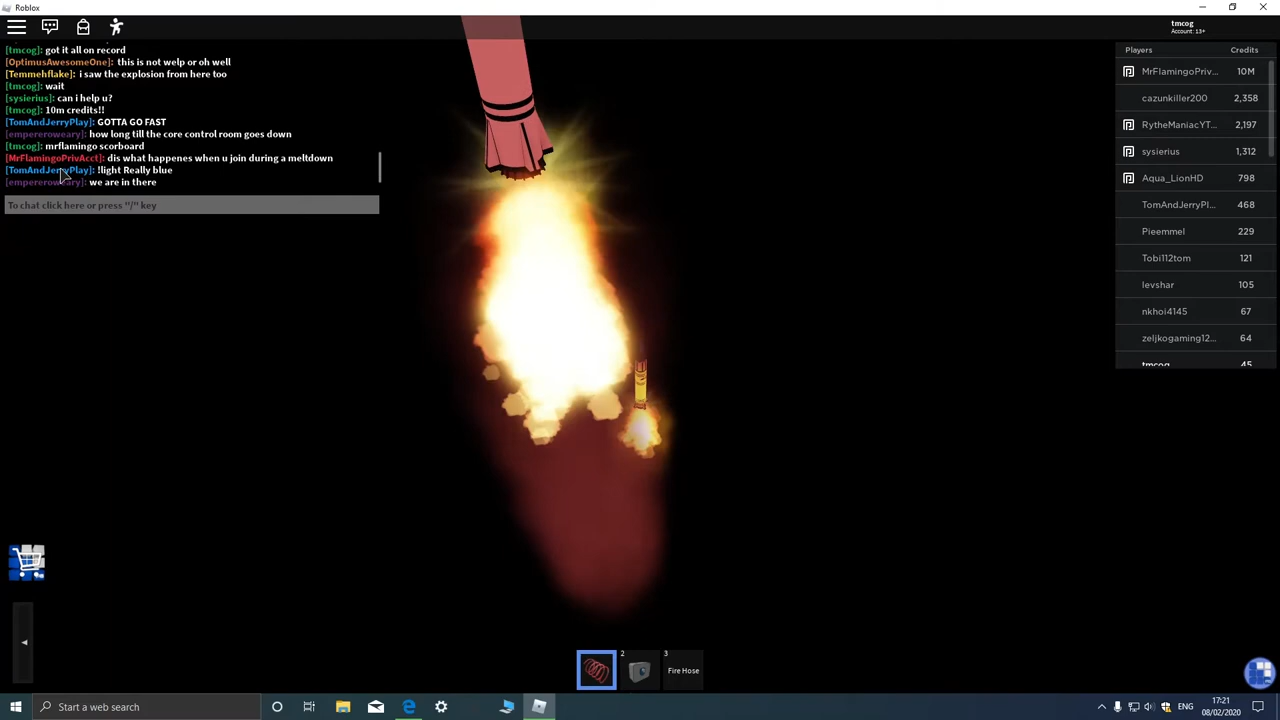 Roblox
tmcog
Account: 13+
[tmcog]: got it all on record
[OptimusAwesomeOne]: this is not welp or oh well
[Temmehflake]: i saw the explosion from here too
[tmcog]: wait
[sysierius]: can i help u?
[tmcog]: 10m credits!!
[TomAndJerryPlay]: GOTTA GO FAST
[empereroweary]: how long till the core control room goes down
[tmcog]: mrflamingo scorboard
[MrFlamingoPrivAcct]: dis what happenes when u join during a meltdown
[TomAndJerryPlay]: !light Really blue
[empereroweary]: we are in there
To chat click here or press "/" key
Players Credits
MrFlamingoPriv... 10M
cazunkiller200 2,358
RytheManiacYT... 2,197
sysierius 1,312
Aqua_LionHD 798
TomAndJerryPl... 468
Pieemmel 229
Tobi112tom 121
levshar 105
nkhoi4145 67
zeljkogaming12... 64
tmcog 45
2
3
Fire Hose
Start a web search
ENG
17:21
08/02/2020